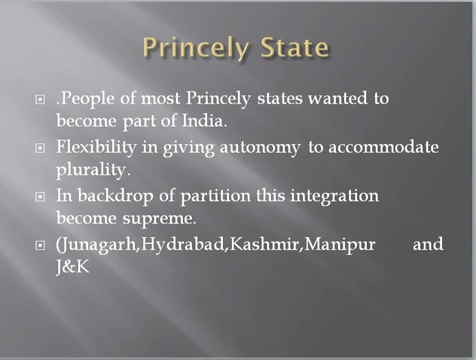 Princely State
.People of most Princely states wanted to
become part of India.
Flexibility in giving autonomy to accommodate
plurality.
In backdrop of partition this integration
become supreme.
(Junagarh,Hydrabad,Kashmir,Manipur and
J&K